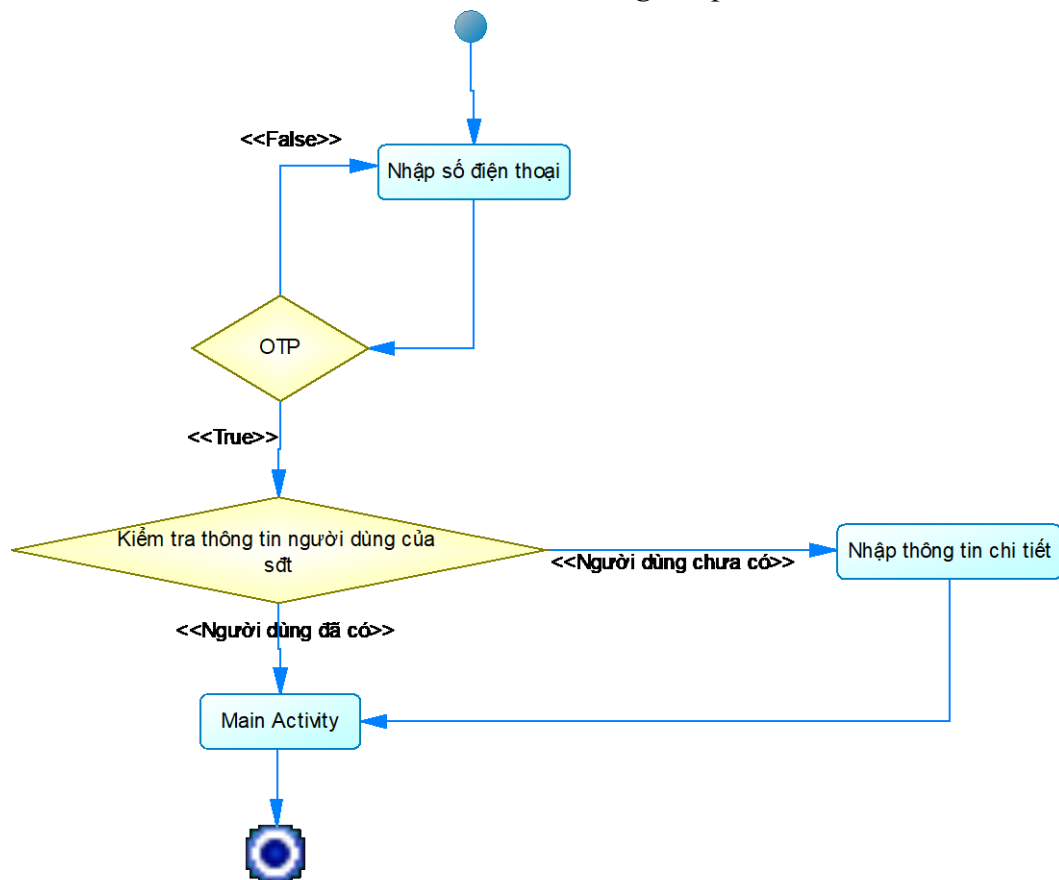 <<False>>
Nhập số điện thoại
OTP
<<True>>
Kiểm tra thông tin người dùng của
sđt
<<Người dùng chưa có>>
Nhập thông tin chi tiết
<<Người dùng đã có>>
Main Activity